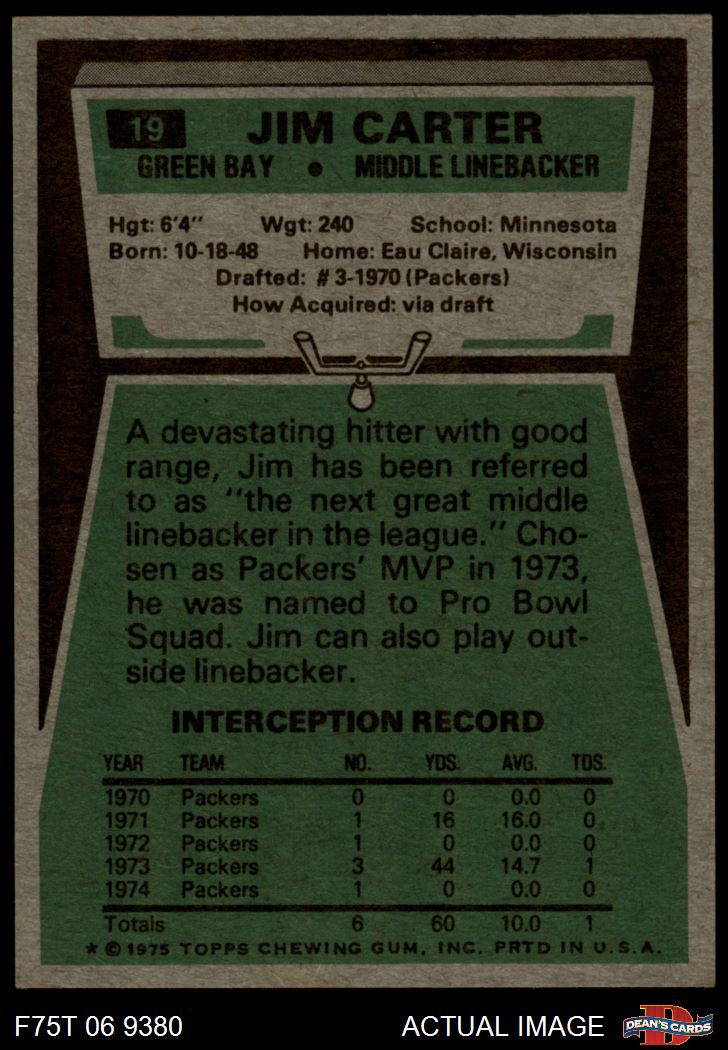 19 JIM CARTER
GREEN BAY • MIDDLE LINEBACKER
Hgt: 6'4" Wgt: 240 School: Minnesota
Born: 10-18-48 Home: Eau Claire, Wisconsin
Drafted: #3-1970 (Packers)
How Acquired: via draft
A devastating hitter with good
range, Jim has been referred
to as "the next great middle
linebacker in the league." Cho-
sen as Packers' MVP in 1973,
he was named to Pro Bowl
Squad. Jim can also play out-
side linebacker.
INTERCEPTION RECORD
YEAR TEAM NO. YDS. AVG. TDS.
1970 Packers 0 0 0.0 0
1971 Packers 1 16 16.0 0
1972 Packers 1 0 0.0 0
1973 Packers 3 44 14.7 1
1974 Packers 1 0 0.0 0
Totals 6 60 10.0 1
* © 1975 TOPPS CHEWING GUM, INC. PRTD IN U.S.A.
F75T 06 9380 ACTUAL IMAGE D DEAN'S CARDS